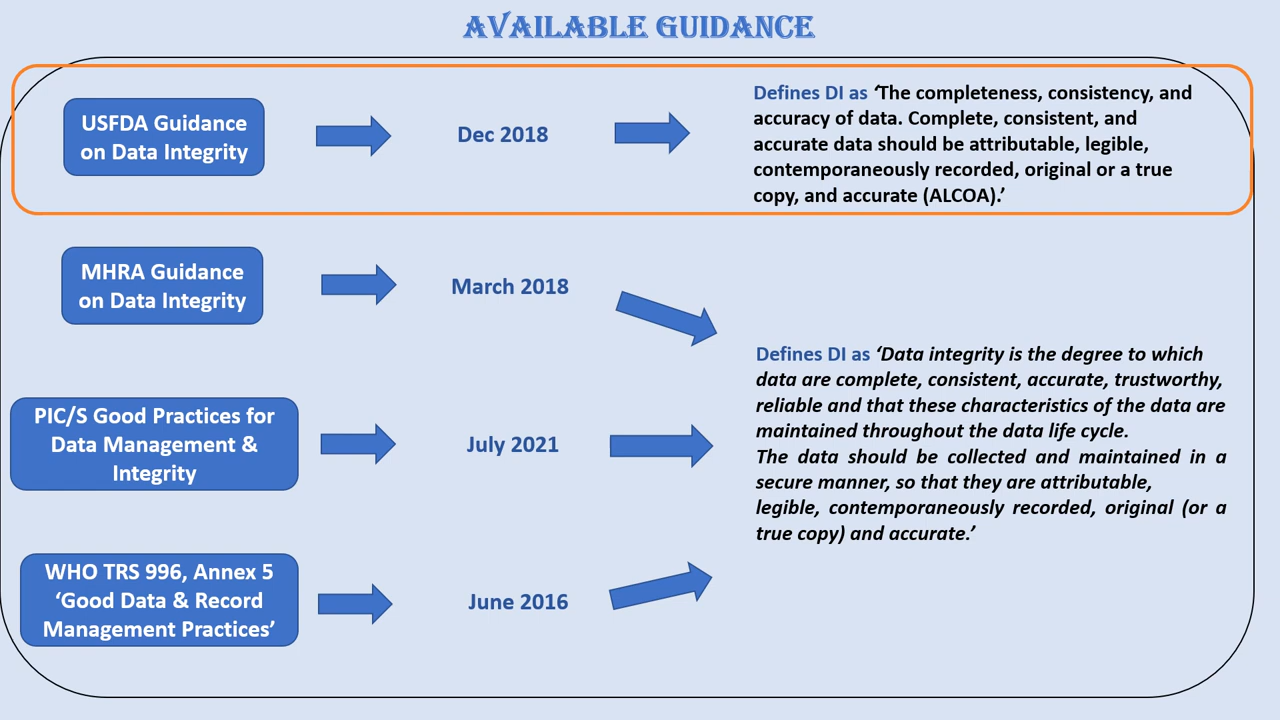 AVAILABLE GUIDANCE
USFDA Guidance
on Data Integrity
Dec 2018
Defines DI as ‘The completeness, consistency, and
accuracy of data. Complete, consistent, and
accurate data should be attributable, legible,
contemporaneously recorded, original or a true
copy, and accurate (ALCOA).’
MHRA Guidance
on Data Integrity
March 2018
PIC/S Good Practices for
Data Management &
Integrity
July 2021
WHO TRS 996, Annex 5
‘Good Data & Record
Management Practices’
June 2016
Defines DI as ‘Data integrity is the degree to which
data are complete, consistent, accurate, trustworthy,
reliable and that these characteristics of the data are
maintained throughout the data life cycle.
The data should be collected and maintained in a
secure manner, so that they are attributable,
legible, contemporaneously recorded, original (or a
true copy) and accurate.’